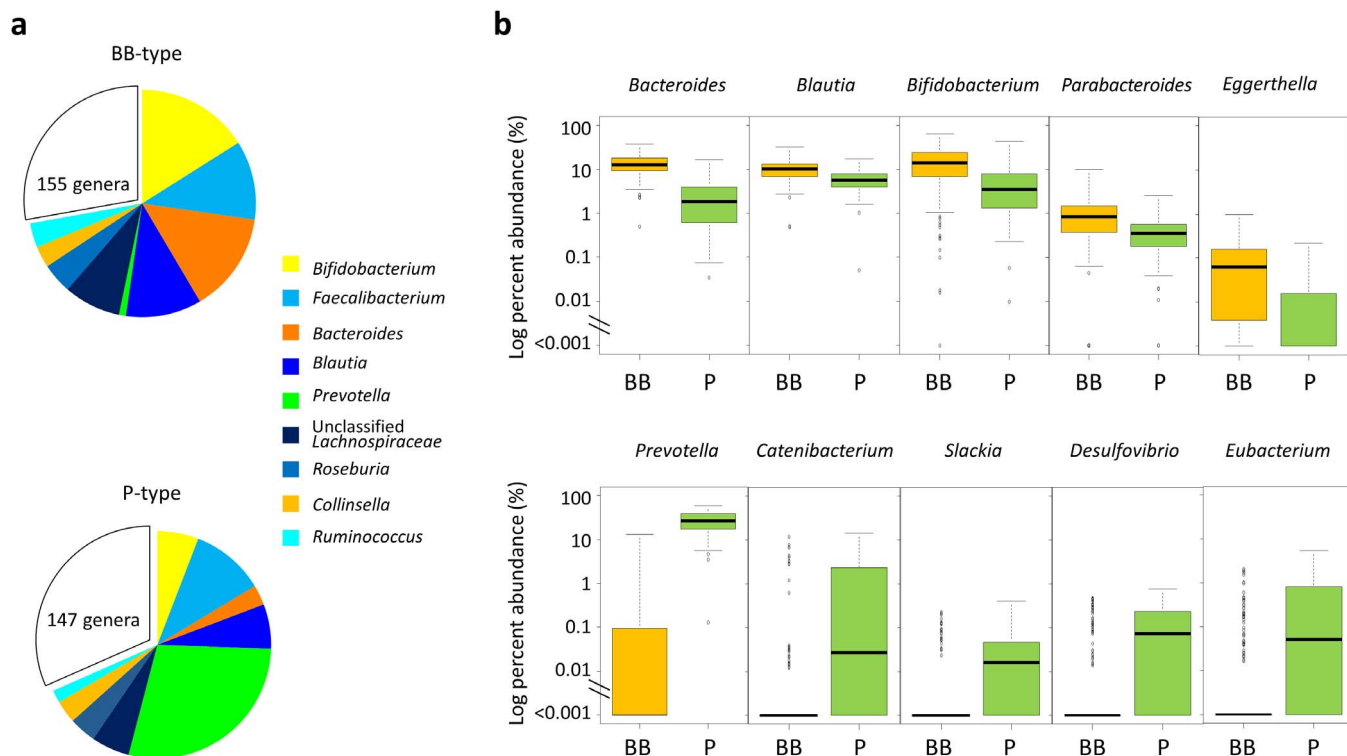 a
BB-type
155 genera
Bifidobacterium
Faecalibacterium
Bacteroides
Blautia
Prevotella
Unclassified
Lachnospiraceae
Roseburia
Collinsella
Ruminococcus
P-type
147 genera
b
Bacteroides Blautia Bifidobacterium Parabacteroides Eggerthella
Log percent abundance (%)
100
10
1
0.1
0.01
<0.001
BB P BB P BB P BB P BB P
Prevotella Catenibacterium Slackia Desulfovibrio Eubacterium
Log percent abundance (%)
100
10
1
0.1
0.01
<0.001
BB P BB P BB P BB P BB P